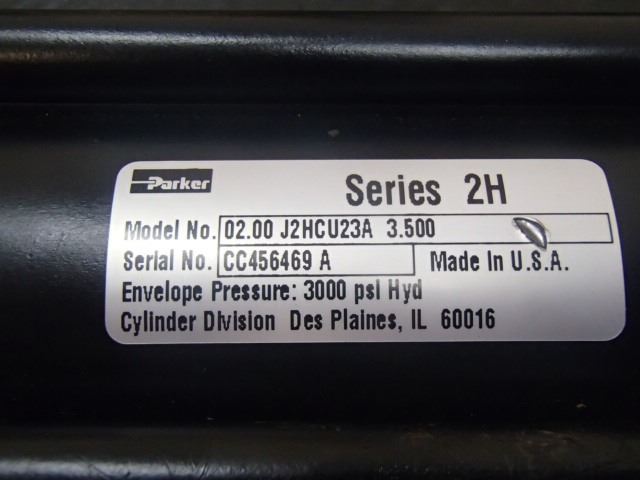 Parker
Series 2H
Model No. 02.00 J2HCU23A 3.500
Serial No. CC456469 A Made In U.S.A.
Envelope Pressure: 3000 psi Hyd
Cylinder Division Des Plaines, IL 60016